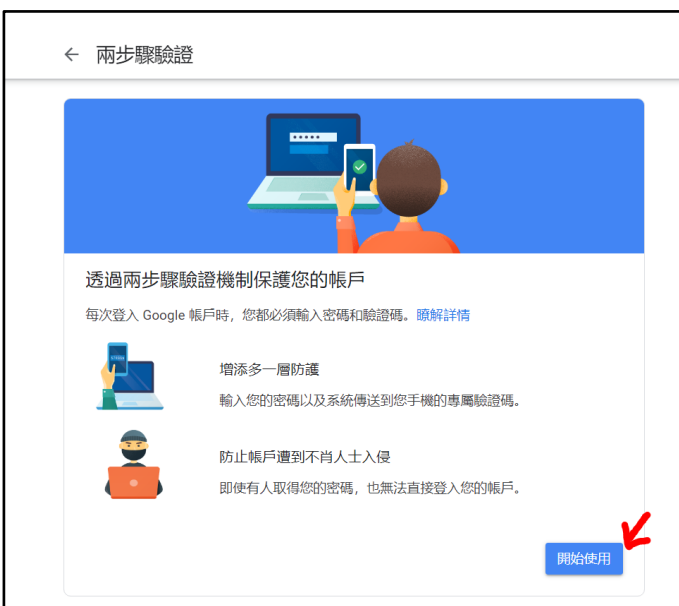 兩步驟驗證
透過兩步驟驗證機制保護您的帳戶
每次登入 Google 帳戶時，您都必須輸入密碼和驗證碼。瞭解詳情
增添多一層防護
輸入您的密碼以及系統傳送到您手機的專屬驗證碼。
防止帳戶遭到不肖人士入侵
即使有人取得您的密碼，也無法直接登入您的帳戶。
開始使用